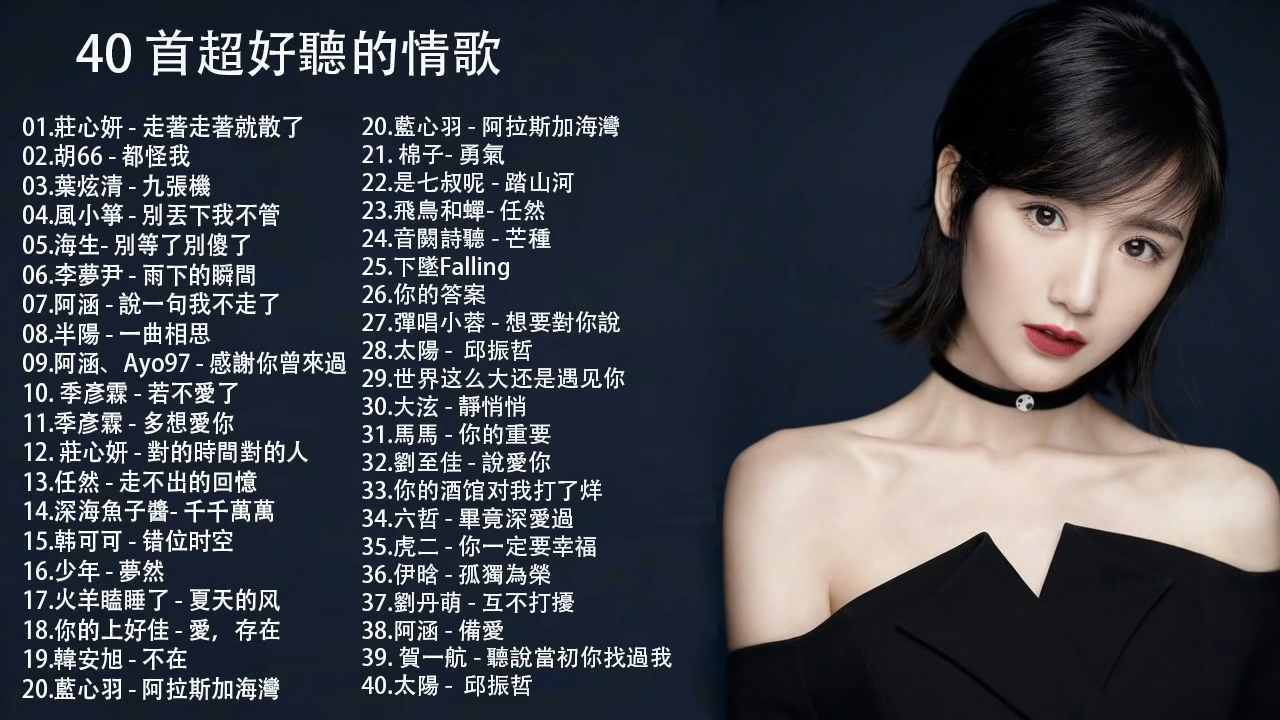 40 首超好聽的情歌
01.莊心妍 - 走著走著就散了
02.胡66 - 都怪我
03.葉炫清 - 九張機
04.風小箏 - 別丟下我不管
05.海生- 別等了別傻了
06.李夢尹 - 雨下的瞬間
07.阿涵 - 說一句我不走了
08.半陽 - 一曲相思
09.阿涵、Ayo97 - 感謝你曾來過
10. 季彥霖 - 若不愛了
11.季彥霖 - 多想愛你
12. 莊心妍 - 對的時間對的人
13.任然 - 走不出的回憶
14.深海魚子醬- 千千萬萬
15.韩可可 - 错位时空
16.少年 - 夢然
17.火羊瞌睡了 - 夏天的风
18.你的上好佳 - 愛，存在
19.韓安旭 - 不在
20.藍心羽 - 阿拉斯加海灣
20.藍心羽 - 阿拉斯加海灣
21. 棉子- 勇氣
22.是七叔呢 - 踏山河
23.飛鳥和蟬- 任然
24.音闕詩聽 - 芒種
25.下墜Falling
26.你的答案
27.彈唱小蓉 - 想要對你說
28.太陽 - 邱振哲
29.世界这么大还是遇见你
30.大泫 - 靜悄悄
31.馬馬 - 你的重要
32.劉至佳 - 說愛你
33.你的酒馆对我打了烊
34.六哲 - 畢竟深愛過
35.虎二 - 你一定要幸福
36.伊晗 - 孤獨為榮
37.劉丹萌 - 互不打擾
38.阿涵 - 備愛
39. 賀一航 - 聽說當初你找過我
40.太陽 - 邱振哲